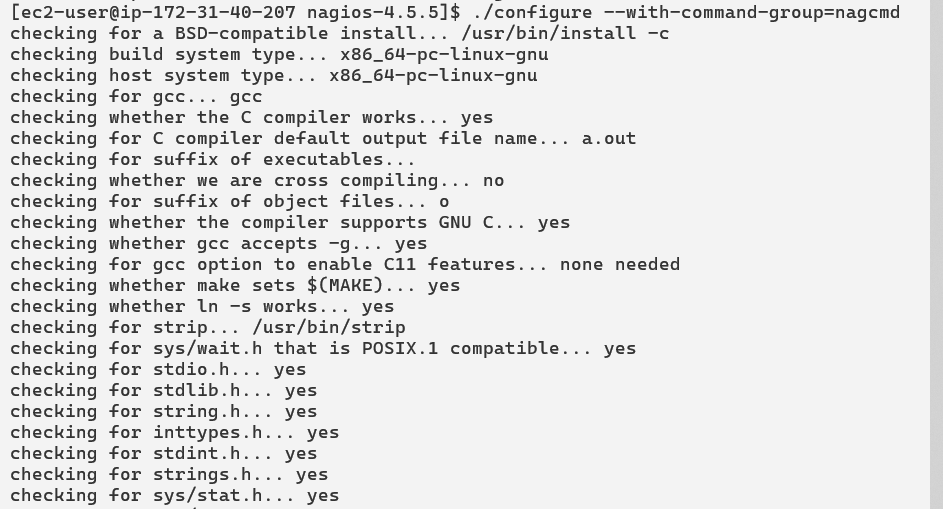 [ec2-user@ip-172-31-40-207 nagios-4.5.5]$ ./configure --with-command-group=nagcmd
checking for a BSD-compatible install... /usr/bin/install -c
checking build system type... x86_64-pc-linux-gnu
checking host system type... x86_64-pc-linux-gnu
checking for gcc... gcc
checking whether the C compiler works... yes
checking for C compiler default output file name... a.out
checking for suffix of executables...
checking whether we are cross compiling... no
checking for suffix of object files... o
checking whether the compiler supports GNU C... yes
checking whether gcc accepts -g... yes
checking for gcc option to enable C11 features... none needed
checking whether make sets $(MAKE)... yes
checking whether ln -s works... yes
checking for strip... /usr/bin/strip
checking for sys/wait.h that is POSIX.1 compatible... yes
checking for stdio.h... yes
checking for stdlib.h... yes
checking for string.h... yes
checking for inttypes.h... yes
checking for stdint.h... yes
checking for strings.h... yes
checking for sys/stat.h... yes